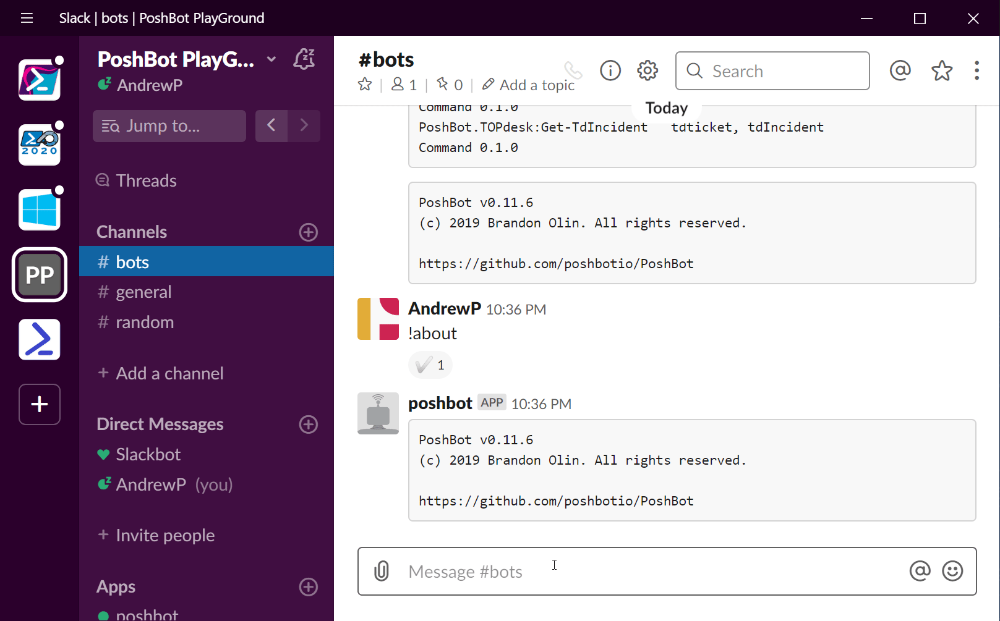 Slack | bots | PoshBot PlayGround
2020
PP
PoshBot PlayG...
AndrewP
Jump to...
Threads
Channels
# bots
# general
# random
+ Add a channel
Direct Messages
Slackbot
AndrewP (you)
+ Invite people
Apps
poshbot
#bots
1 | 0 | Add a topic
Search
Today
Command 0.1.0
PoshBot.TOPdesk:Get-TdIncident tdticket, tdIncident
Command 0.1.0
PoshBot v0.11.6
(c) 2019 Brandon Olin. All rights reserved.
https://github.com/poshbotio/PoshBot
AndrewP 10:36 PM
!about
1
poshbot APP 10:36 PM
PoshBot v0.11.6
(c) 2019 Brandon Olin. All rights reserved.
https://github.com/poshbotio/PoshBot
Message #bots